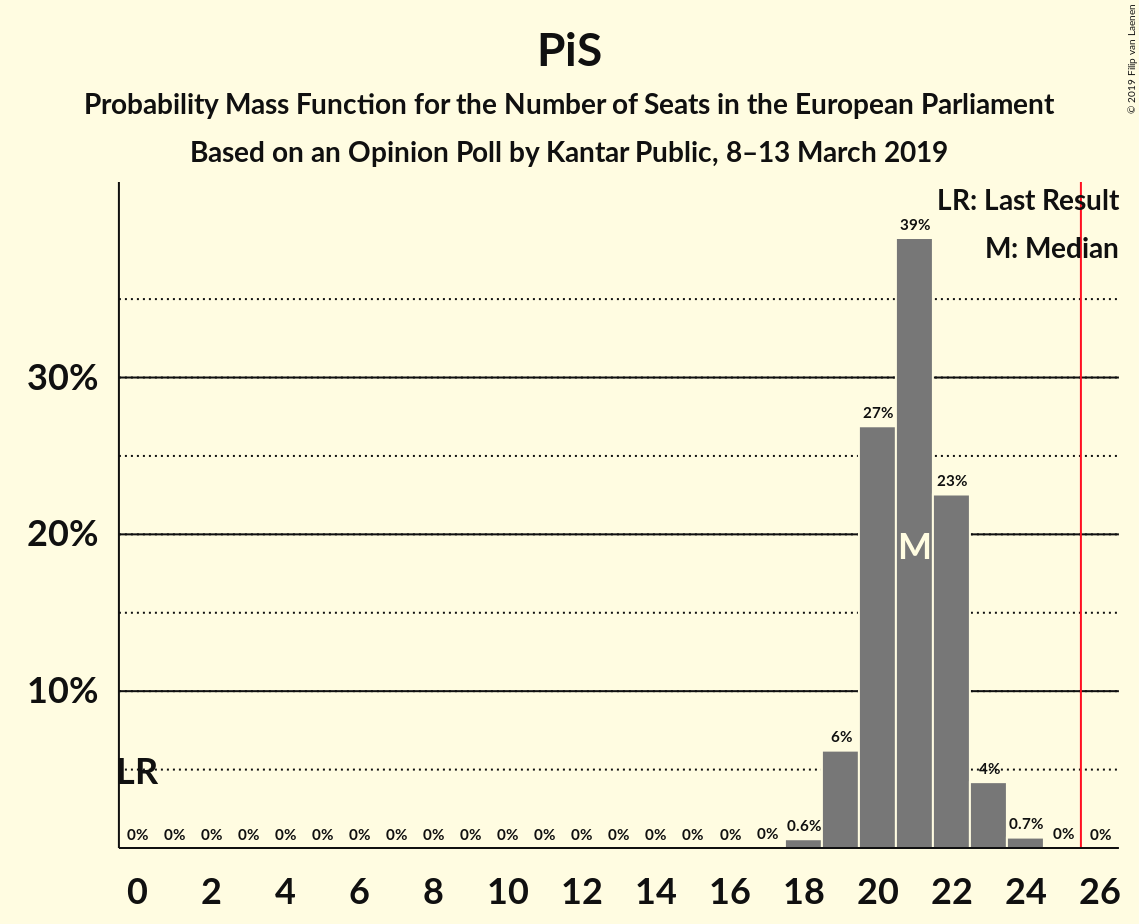 PiS
Probability Mass Function for the Number of Seats in the European Parliament
Based on an Opinion Poll by Kantar Public, 8–13 March 2019
© 2019 Filip van Laenen
LR: Last Result
M: Median
39%
30%
27%
23%
20%
M
10%
6%
LR
4%
0% 0% 0% 0% 0% 0% 0% 0% 0% 0% 0% 0% 0% 0% 0% 0% 0% 0% 0.6% 0.7% 0% 0%
0 2 4 6 8 10 12 14 16 18 20 22 24 26